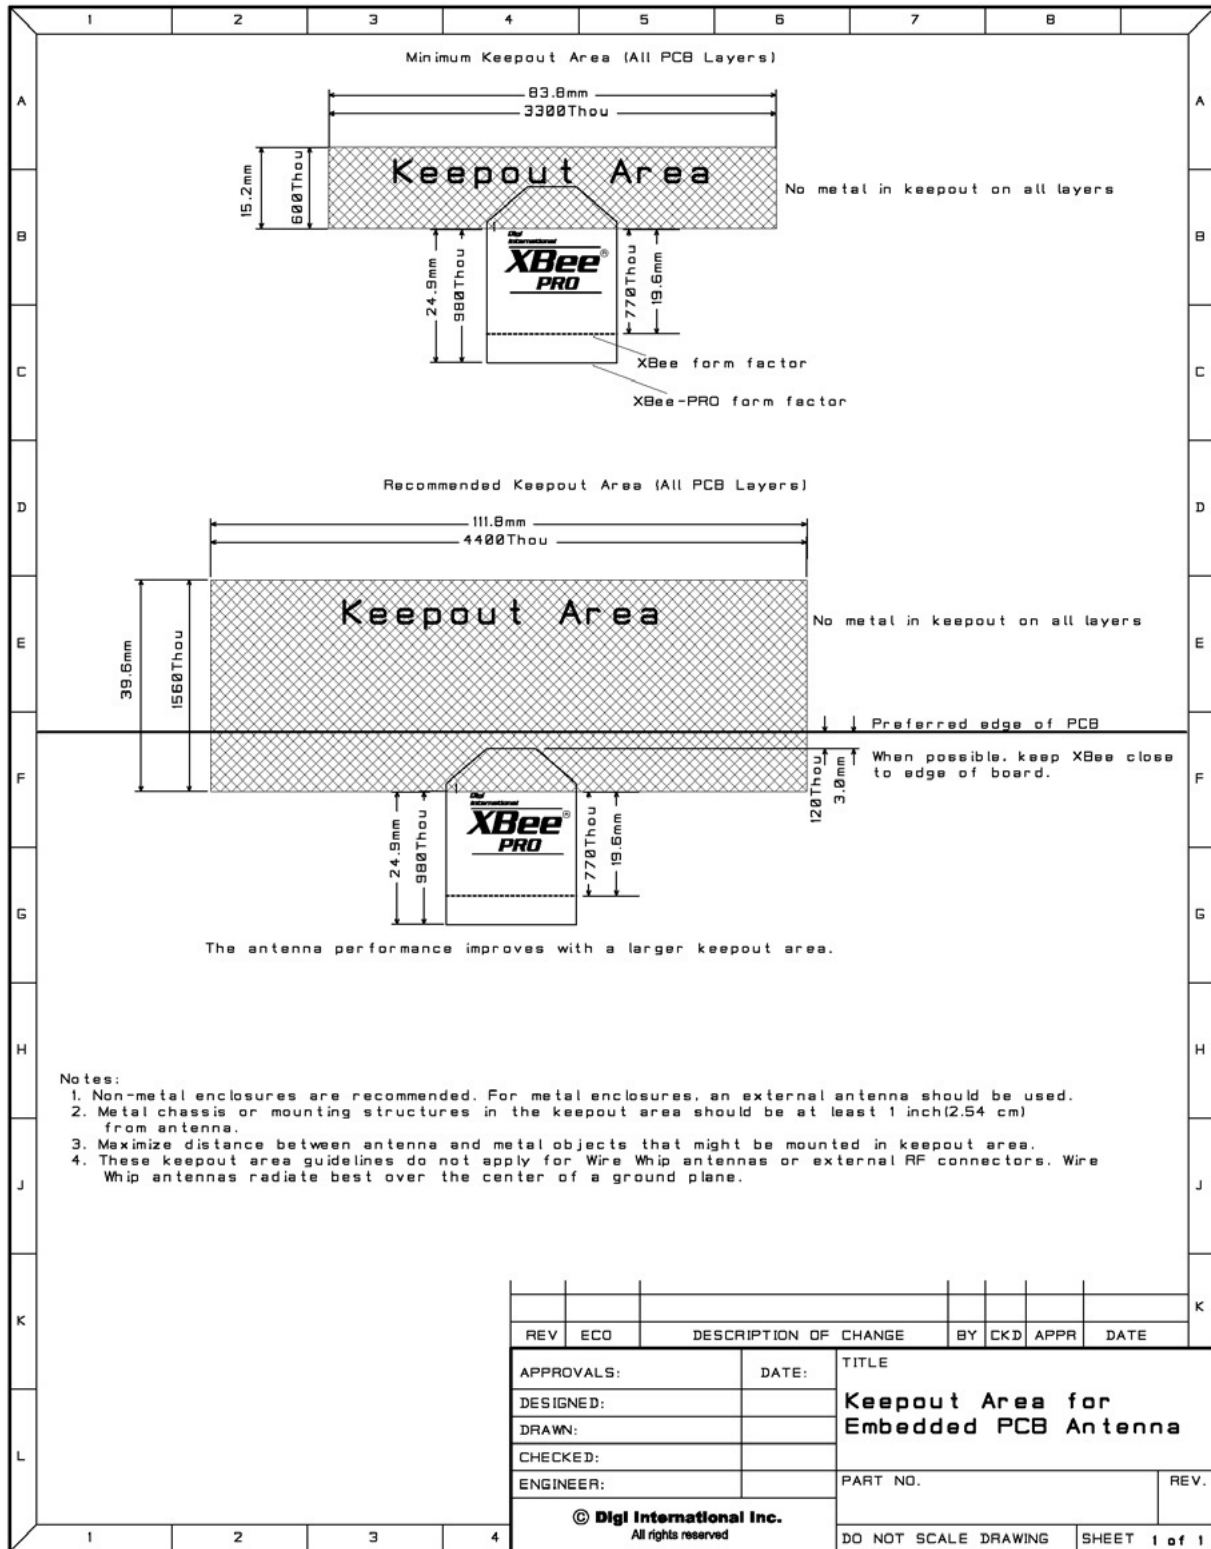 1 2 3 4 5 6 7 8
Minimum Keepout Area (All PCB Layers)
A A
83.8mm
3300Thou
Keepout Area
15.2mm
600Thou
No metal in keepout on all layers
B B
Digi
International
XBee®
PRO
24.9mm
980Thou
770Thou
19.6mm
XBee form factor
C C
XBee-PRO form factor
Recommended Keepout Area (All PCB Layers)
D D
111.8mm
4400Thou
Keepout Area
No metal in keepout on all layers
E E
39.6mm
1560Thou
Preferred edge of PCB
When possible, keep XBee close
to edge of board.
F F
120Thou
3.0mm
Digi
International
XBee®
PRO
24.9mm
980Thou
770Thou
19.6mm
G G
The antenna performance improves with a larger keepout area.
H H
Notes:
1. Non-metal enclosures are recommended. For metal enclosures, an external antenna should be used.
2. Metal chassis or mounting structures in the keepout area should be at least 1 inch(2.54 cm)
from antenna.
3. Maximize distance between antenna and metal objects that might be mounted in keepout area.
4. These keepout area guidelines do not apply for Wire Whip antennas or external RF connectors. Wire
Whip antennas radiate best over the center of a ground plane.
J J
K K
REV ECO DESCRIPTION OF CHANGE BY CKD APPR DATE
APPROVALS: DATE: TITLE
DESIGNED:
Keepout Area for
Embedded PCB Antenna
DRAWN:
CHECKED:
L
ENGINEER:
PART NO. REV.
© Digi International Inc.
All rights reserved
DO NOT SCALE DRAWING SHEET 1 of 1
1 2 3 4